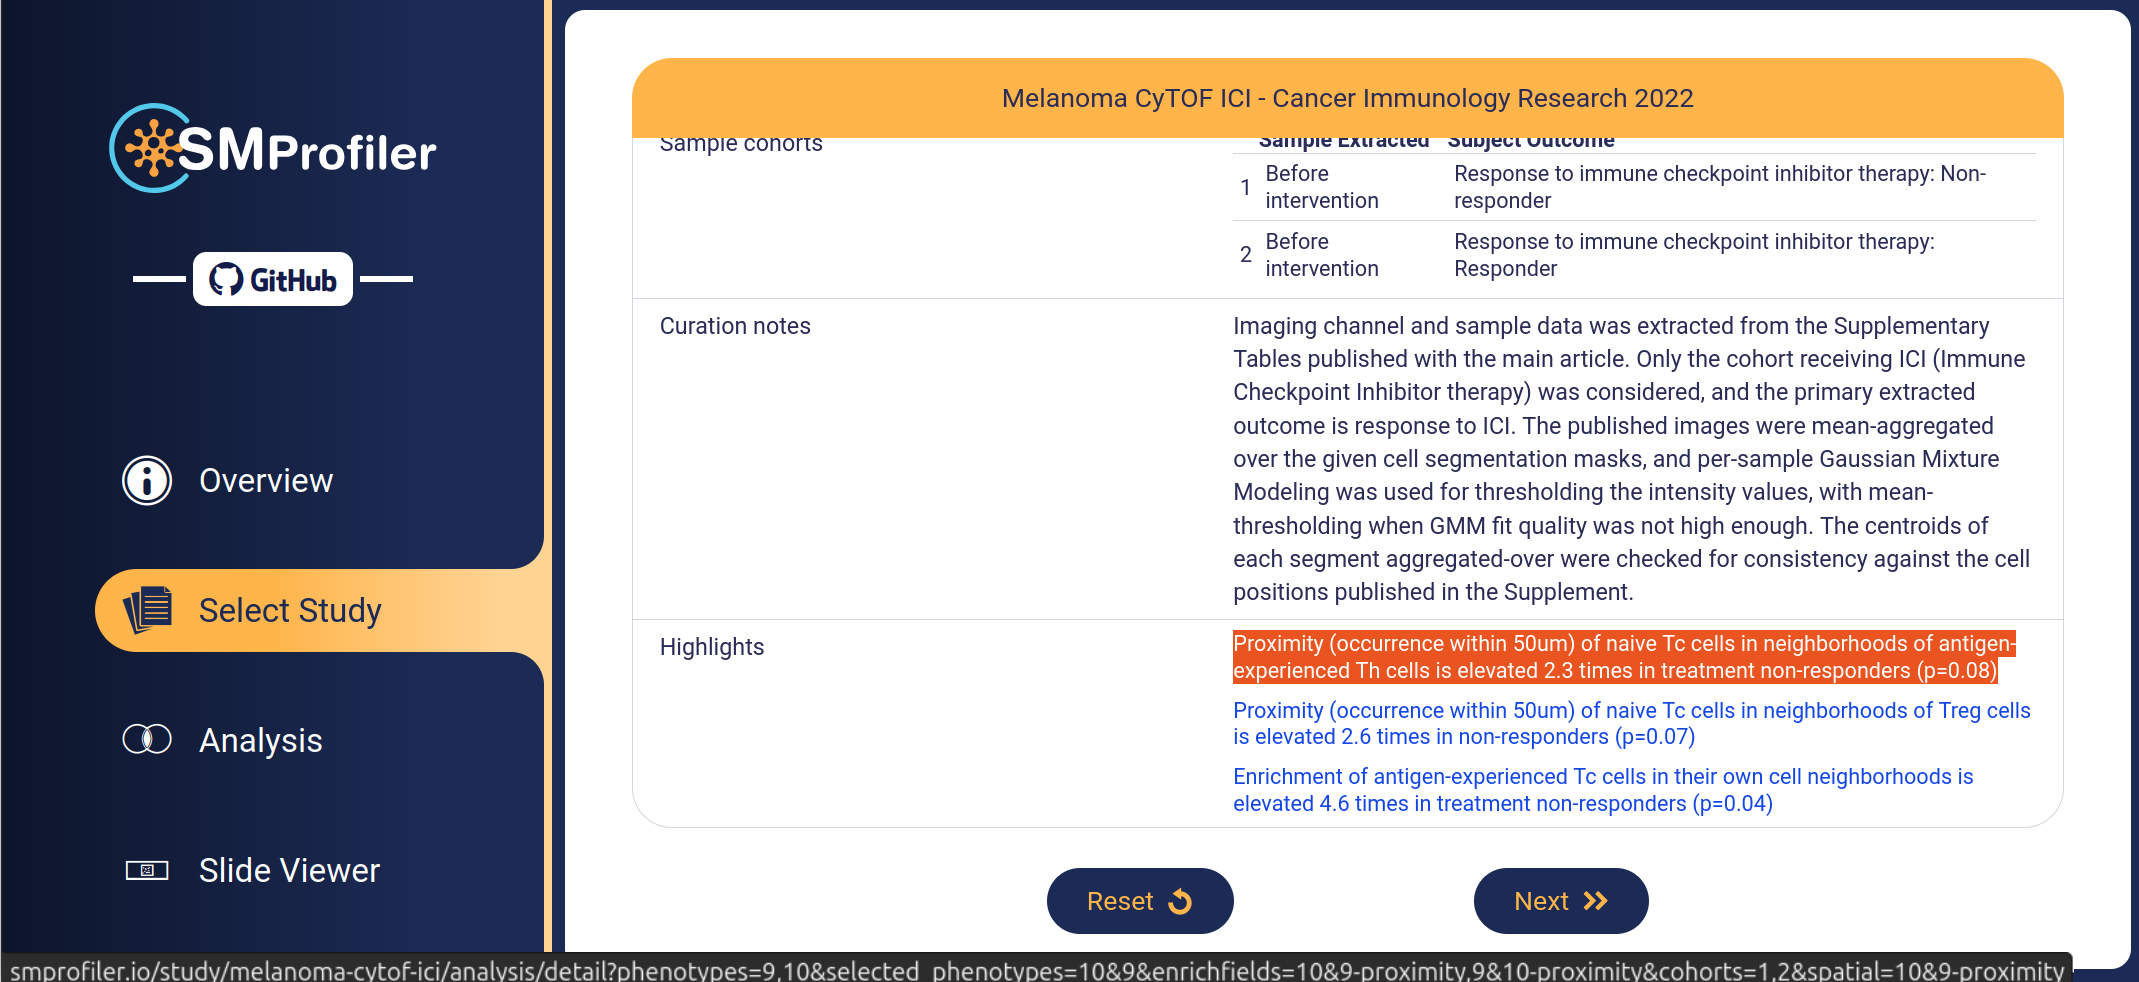 SMProfiler
GitHub
Overview
Select Study
Analysis
Slide Viewer
Melanoma CyTOF ICI - Cancer Immunology Research 2022
Sample cohorts
Sample Extracted Subject Outcome
1 Before intervention Response to immune checkpoint inhibitor therapy: Non-
responder
2 Before intervention Response to immune checkpoint inhibitor therapy:
Responder
Curation notes
Imaging channel and sample data was extracted from the Supplementary
Tables published with the main article. Only the cohort receiving ICI (Immune
Checkpoint Inhibitor therapy) was considered, and the primary extracted
outcome is response to ICI. The published images were mean-aggregated
over the given cell segmentation masks, and per-sample Gaussian Mixture
Modeling was used for thresholding the intensity values, with mean-
thresholding when GMM fit quality was not high enough. The centroids of
each segment aggregated-over were checked for consistency against the cell
positions published in the Supplement.
Highlights
Proximity (occurrence within 50um) of naive Tc cells in neighborhoods of antigen-
experienced Th cells is elevated 2.3 times in treatment non-responders (p=0.08)
Proximity (occurrence within 50um) of naive Tc cells in neighborhoods of Treg cells
is elevated 2.6 times in non-responders (p=0.07)
Enrichment of antigen-experienced Tc cells in their own cell neighborhoods is
elevated 4.6 times in treatment non-responders (p=0.04)
Reset
Next
smprofiler.io/study/melanoma-cytof-ici/analysis/detail?phenotypes=9,10&selected_phenotypes=10&9&enrichfields=10&9-proximity,9&10-proximity&cohorts=1,2&spatial=10&9-proximity